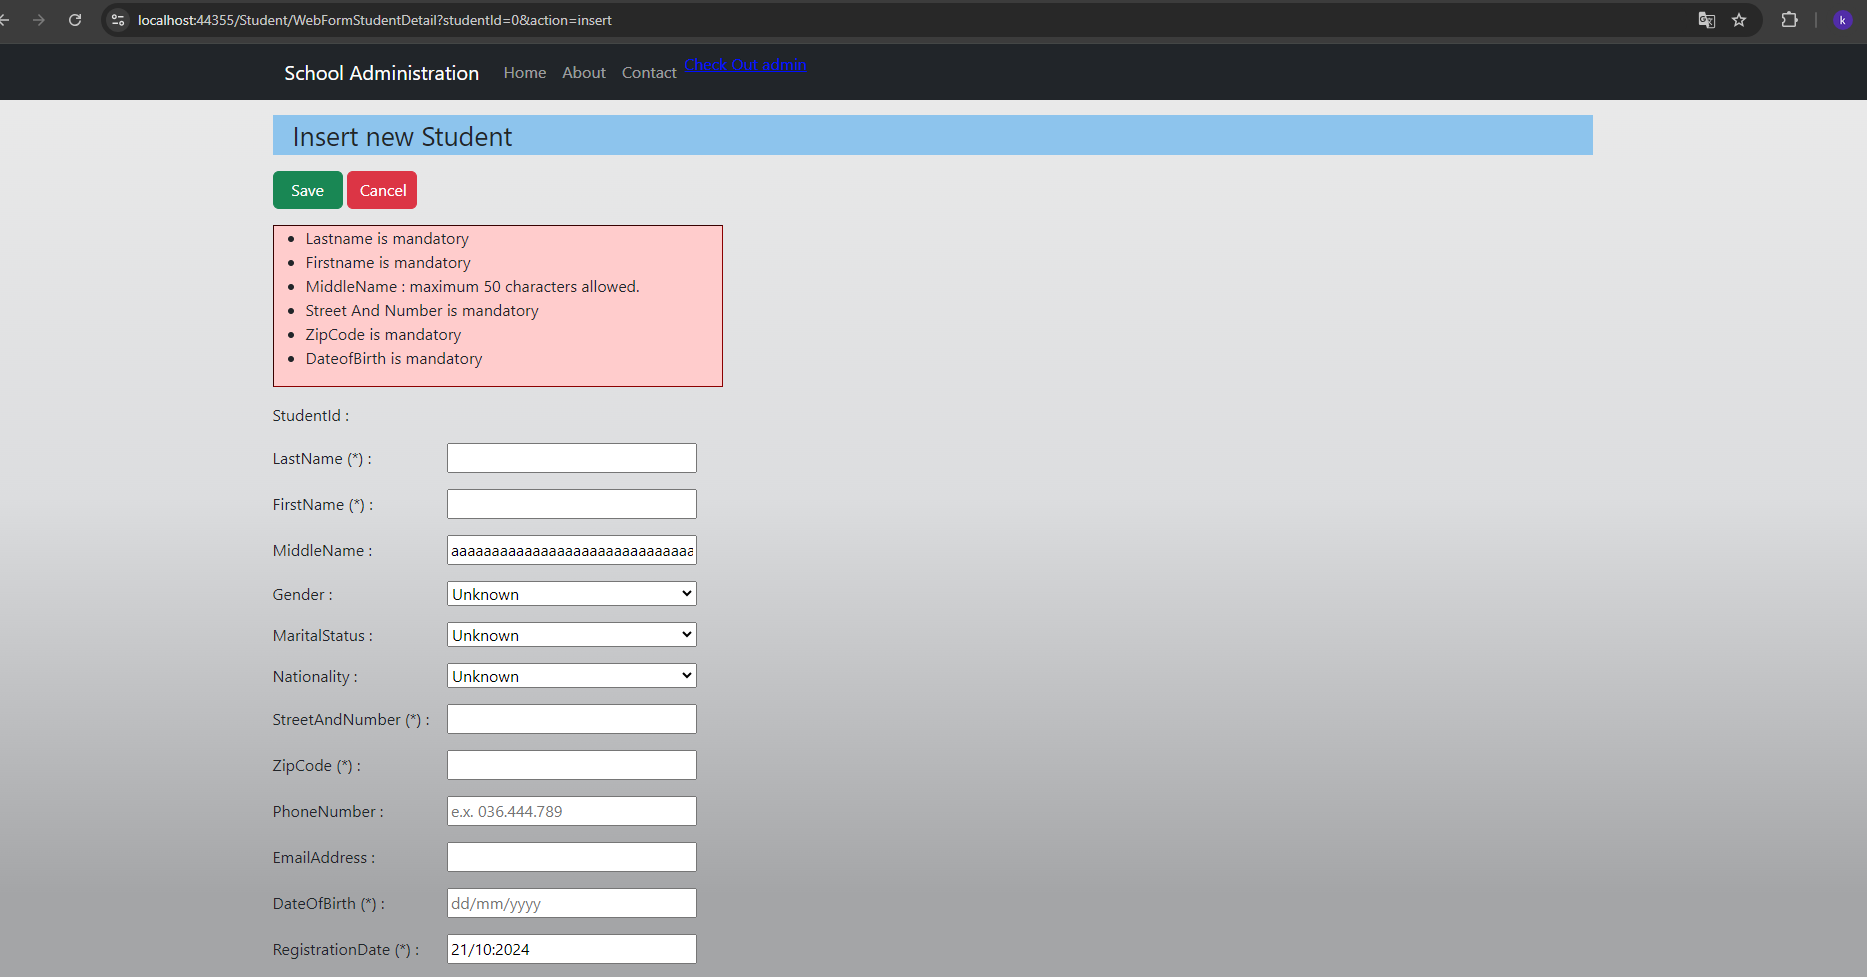 localhost:44355/Student/WebFormStudentDetail?studentId=0&action=insert
k
School Administration Home About Contact Check Out admin
Insert new Student
Save Cancel
Lastname is mandatory
Firstname is mandatory
MiddleName : maximum 50 characters allowed.
Street And Number is mandatory
ZipCode is mandatory
DateofBirth is mandatory
StudentId :
LastName (*) :
FirstName (*) :
MiddleName : aaaaaaaaaaaaaaaaaaaaaaaaaaaaaa
Gender : Unknown
MaritalStatus : Unknown
Nationality : Unknown
StreetAndNumber (*) :
ZipCode (*) :
PhoneNumber : e.x. 036.444.789
EmailAddress :
DateOfBirth (*) : dd/mm/yyyy
RegistrationDate (*) : 21/10:2024